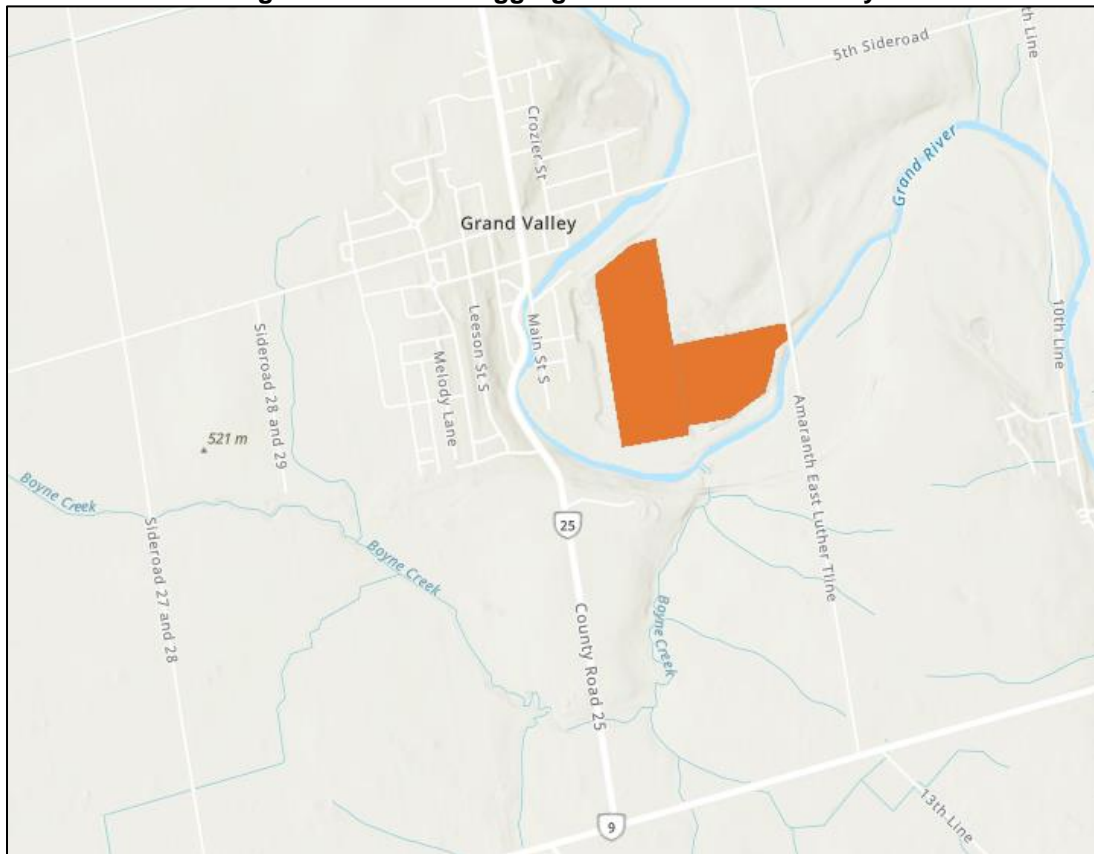 5th Sideroad
Crozier St
Grand River
Grand Valley
Main St S
Leeson St S
Melody Lane
Sideroad 28 and 29
10th Line
521 m
Amaranth East Luther Tline
Boyne Creek
25
Sideroad 27 and 28
Boyne Creek
Boyne Creek
County Road 25
13th Line
9